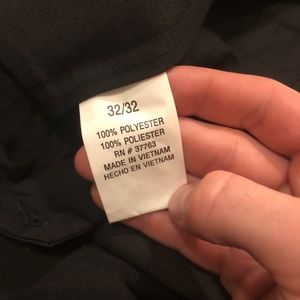 32/32
100% POLYESTER
100% POLIESTER
RN # 37763
MADE IN VIETNAM
HECHO EN VIETNAM